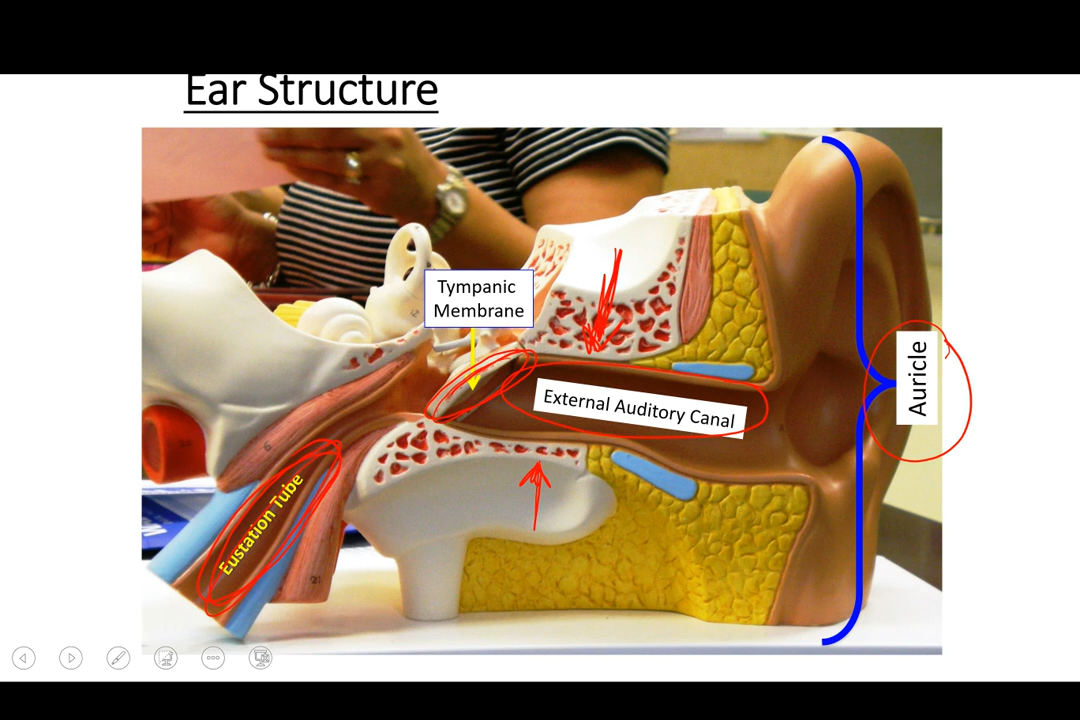 Ear Structure
Tympanic
Membrane
External Auditory Canal
Auricle
Eustation Tube